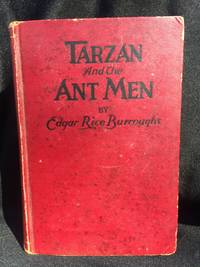 TARZAN
And the
ANT MEN
BY
Edgar Rice Burroughs